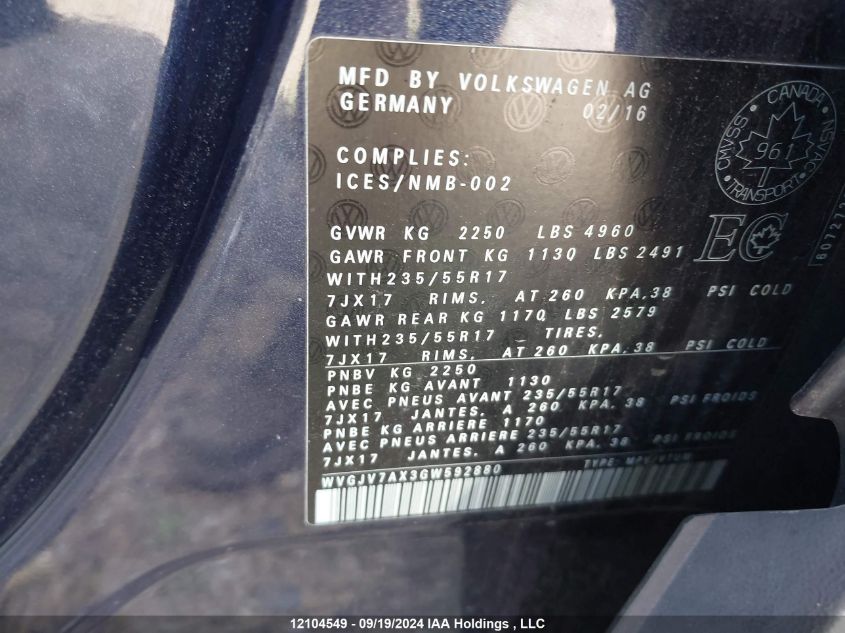 MFD BY VOLKSWAGEN AG
GERMANY 02/16
COMPLIES:
ICES/NMB-002
CMVSS CANADA NSVAC
961
TRANSPORT
EC
GVWR KG 2250 LBS 4960
GAWR FRONT KG 1130 LBS 2491
WITH235/55R17
7JX17 RIMS. AT 260 KPA.38 PSI COLD
GAWR REAR KG 1170 LBS 2579
WITH235/55R17 TIRES.
7JX17 RIMS. AT 260 KPA.38 PSI COLD
PNBV KG 2250
PNBE KG AVANT 1130
AVEC PNEUS AVANT 235/55R17
7JX17 JANTES. A 260 KPA. 38 PSI FROIDS
PNBE KG ARRIERE 1170
AVEC PNEUS ARRIERE 235/55R17
7JX17 JANTES. A 260 KPA. 38 PSI FROIDS
WVGJV7AX3GW592880 TYPE:
12104549 - 09/19/2024 IAA Holdings , LLC